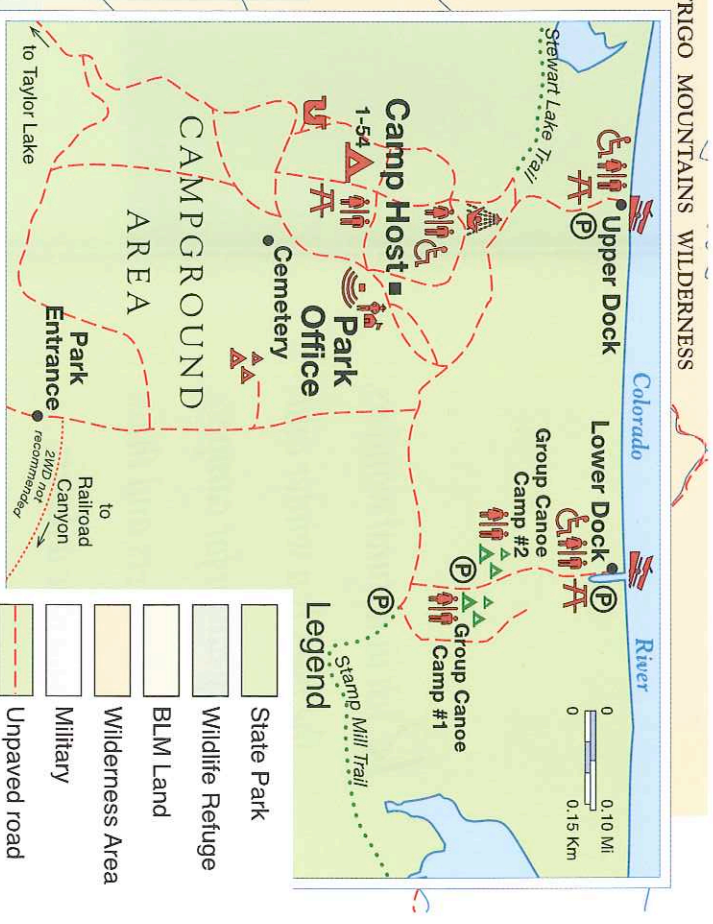 TRIGO MOUNTAINS WILDERNESS
Colorado River
Stewart Lake Trail
Upper Dock
P
Lower Dock
P
0 0.10 Mi
0 0.15 Km
Group Canoe
Camp #2
P
Group Canoe
Camp #1
P
Stamp Mill Trail
Camp Host
1-54
Park
Office
Cemetery
CAMPGROUND
AREA
to Taylor Lake
Park
Entrance
2WD not
recommended
to
Railroad
Canyon
Legend
State Park
Wildlife Refuge
BLM Land
Wilderness Area
Military
Unpaved road